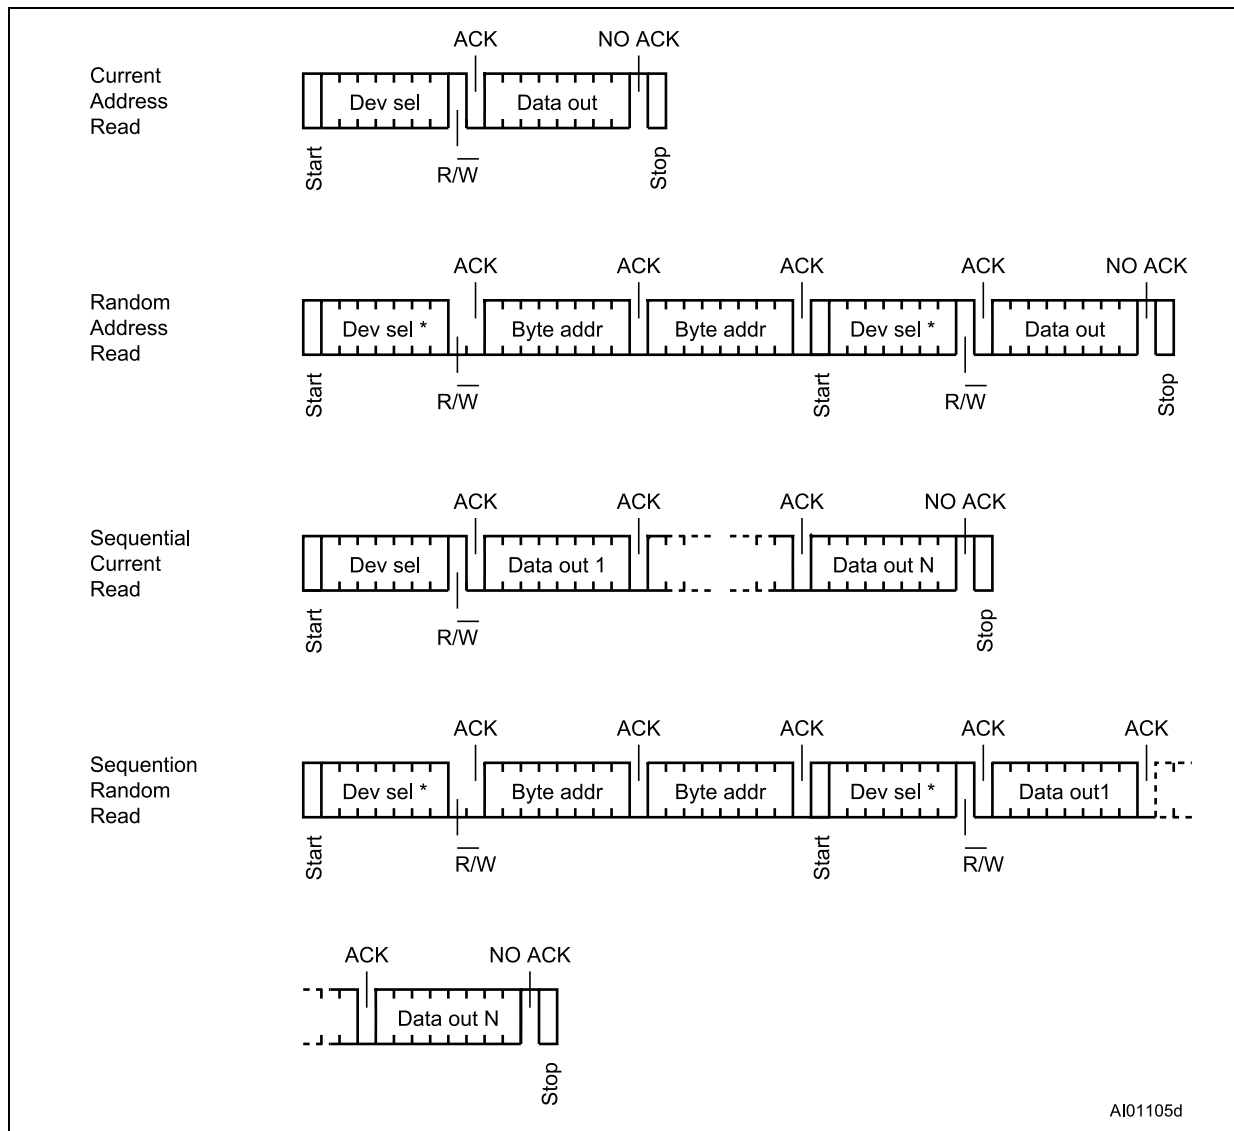 ACK NO ACK
Current
Address
Read
Dev sel Data out
Start R/W̅ Stop
ACK ACK ACK ACK NO ACK
Random
Address
Read
Dev sel * Byte addr Byte addr Dev sel * Data out
Start R/W̅ Start R/W̅ Stop
ACK ACK ACK NO ACK
Sequential
Current
Read
Dev sel Data out 1 Data out N
Start R/W̅ Stop
ACK ACK ACK ACK ACK
Sequention
Random
Read
Dev sel * Byte addr Byte addr Dev sel * Data out1
Start R̅/W Start R̅/W
ACK NO ACK
Data out N
Stop
AI01105d